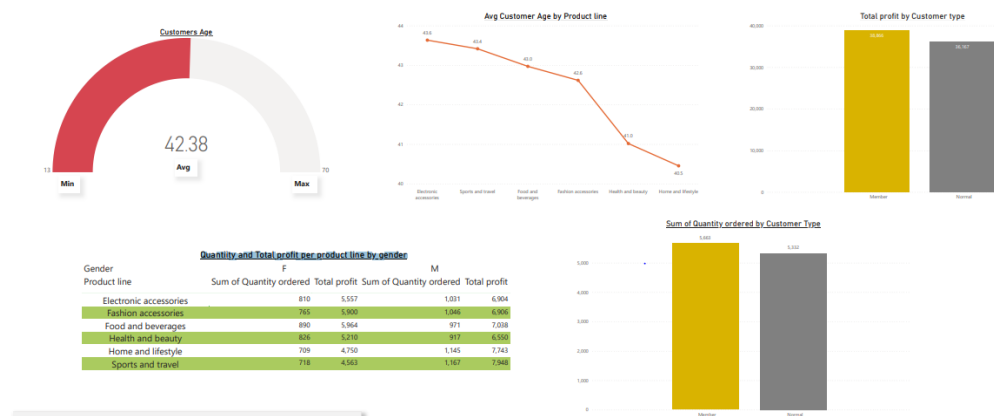 Customers Age
42.38
Avg
13
70
Min
Max
Avg Customer Age by Product line
44
43
42
41
40
43.6
43.4
43.0
42.6
41.0
40.5
Electronic accessories
Sports and travel
Food and beverages
Fashion accessories
Health and beauty
Home and lifestyle
Total profit by Customer type
40,000
30,000
20,000
10,000
0
Member
Normal
Quantiity and Total profit per product line by gender
Gender F M
Product line Sum of Quantity ordered Total profit Sum of Quantity ordered Total profit
Electronic accessories 810 5,557 1,031 6,904
Fashion accessories 765 5,900 1,046 6,906
Food and beverages 890 5,964 971 7,038
Health and beauty 826 5,210 917 6,550
Home and lifestyle 709 4,750 1,145 7,743
Sports and travel 718 4,563 1,167 7,948
Sum of Quantity ordered by Customer Type
5,332
5,000
4,000
3,000
2,000
1,000
0
Member
Normal